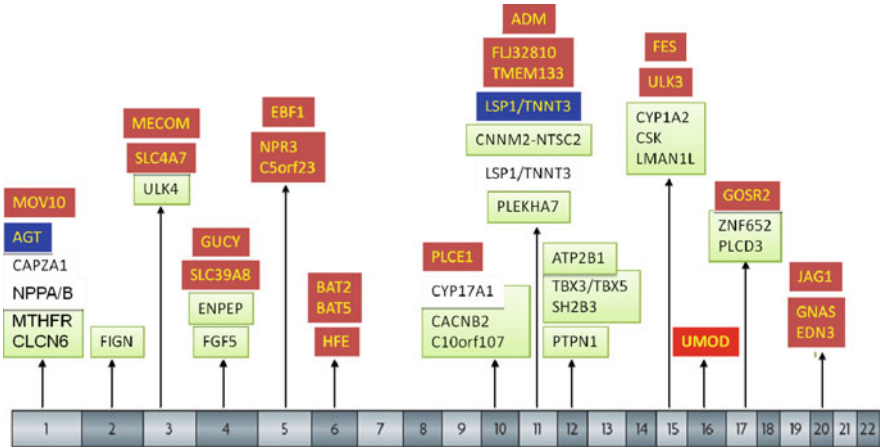 MOV10
AGT
CAPZA1
NPPA/B
MTHFR
CLCN6
FIGN
MECOM
SLC4A7
ULK4
GUCY
SLC39A8
ENPEP
FGF5
EBF1
NPR3
C5orf23
BAT2
BAT5
HFE
PLCE1
CYP17A1
CACNB2
C10orf107
ADM
FLJ32810
TMEM133
LSP1/TNNT3
CNNM2-NTSC2
LSP1/TNNT3
PLEKHA7
ATP2B1
TBX3/TBX5
SH2B3
PTPN1
FES
ULK3
CYP1A2
CSK
LMAN1L
UMOD
GOSR2
ZNF652
PLCD3
JAG1
GNAS
EDN3
1 2 3 4 5 6 7 8 9 10 11 12 13 14 15 16 17 18 19 20 21 22